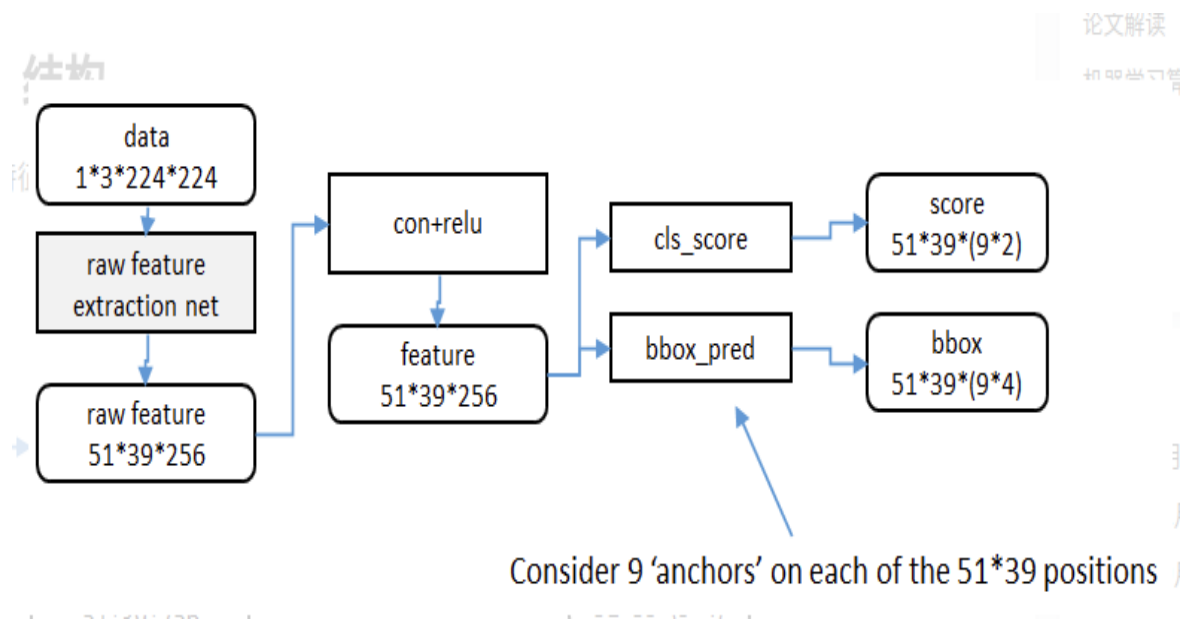 论文解读
结构
data
1*3*224*224
raw feature
extraction net
raw feature
51*39*256
con+relu
feature
51*39*256
cls_score
bbox_pred
score
51*39*(9*2)
bbox
51*39*(9*4)
Consider 9 ‘anchors’ on each of the 51*39 positions